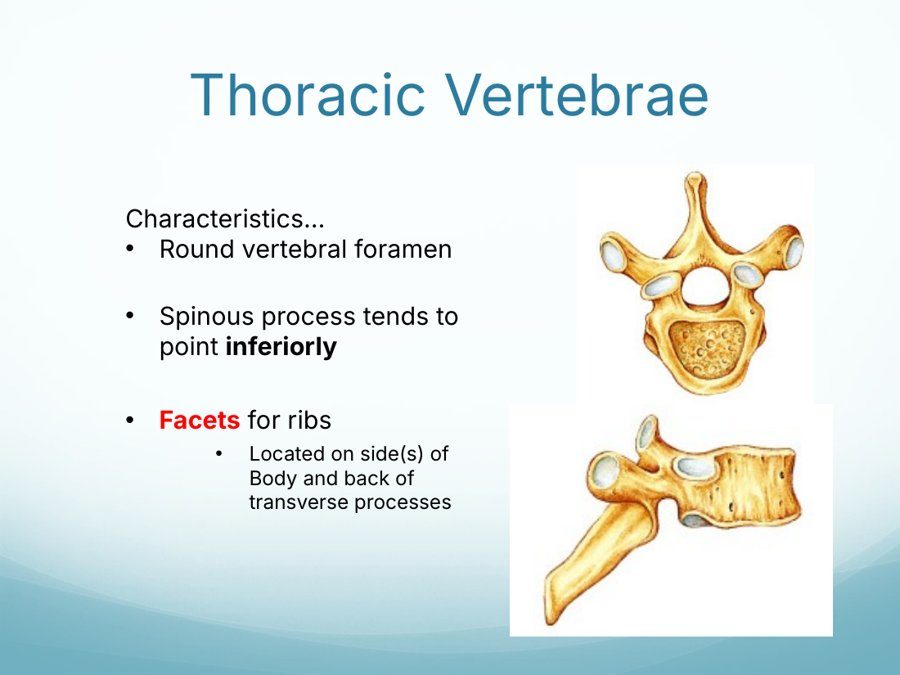 Thoracic Vertebrae
Characteristics...
• Round vertebral foramen
• Spinous process tends to
point inferiorly
• Facets for ribs
• Located on side(s) of
Body and back of
transverse processes